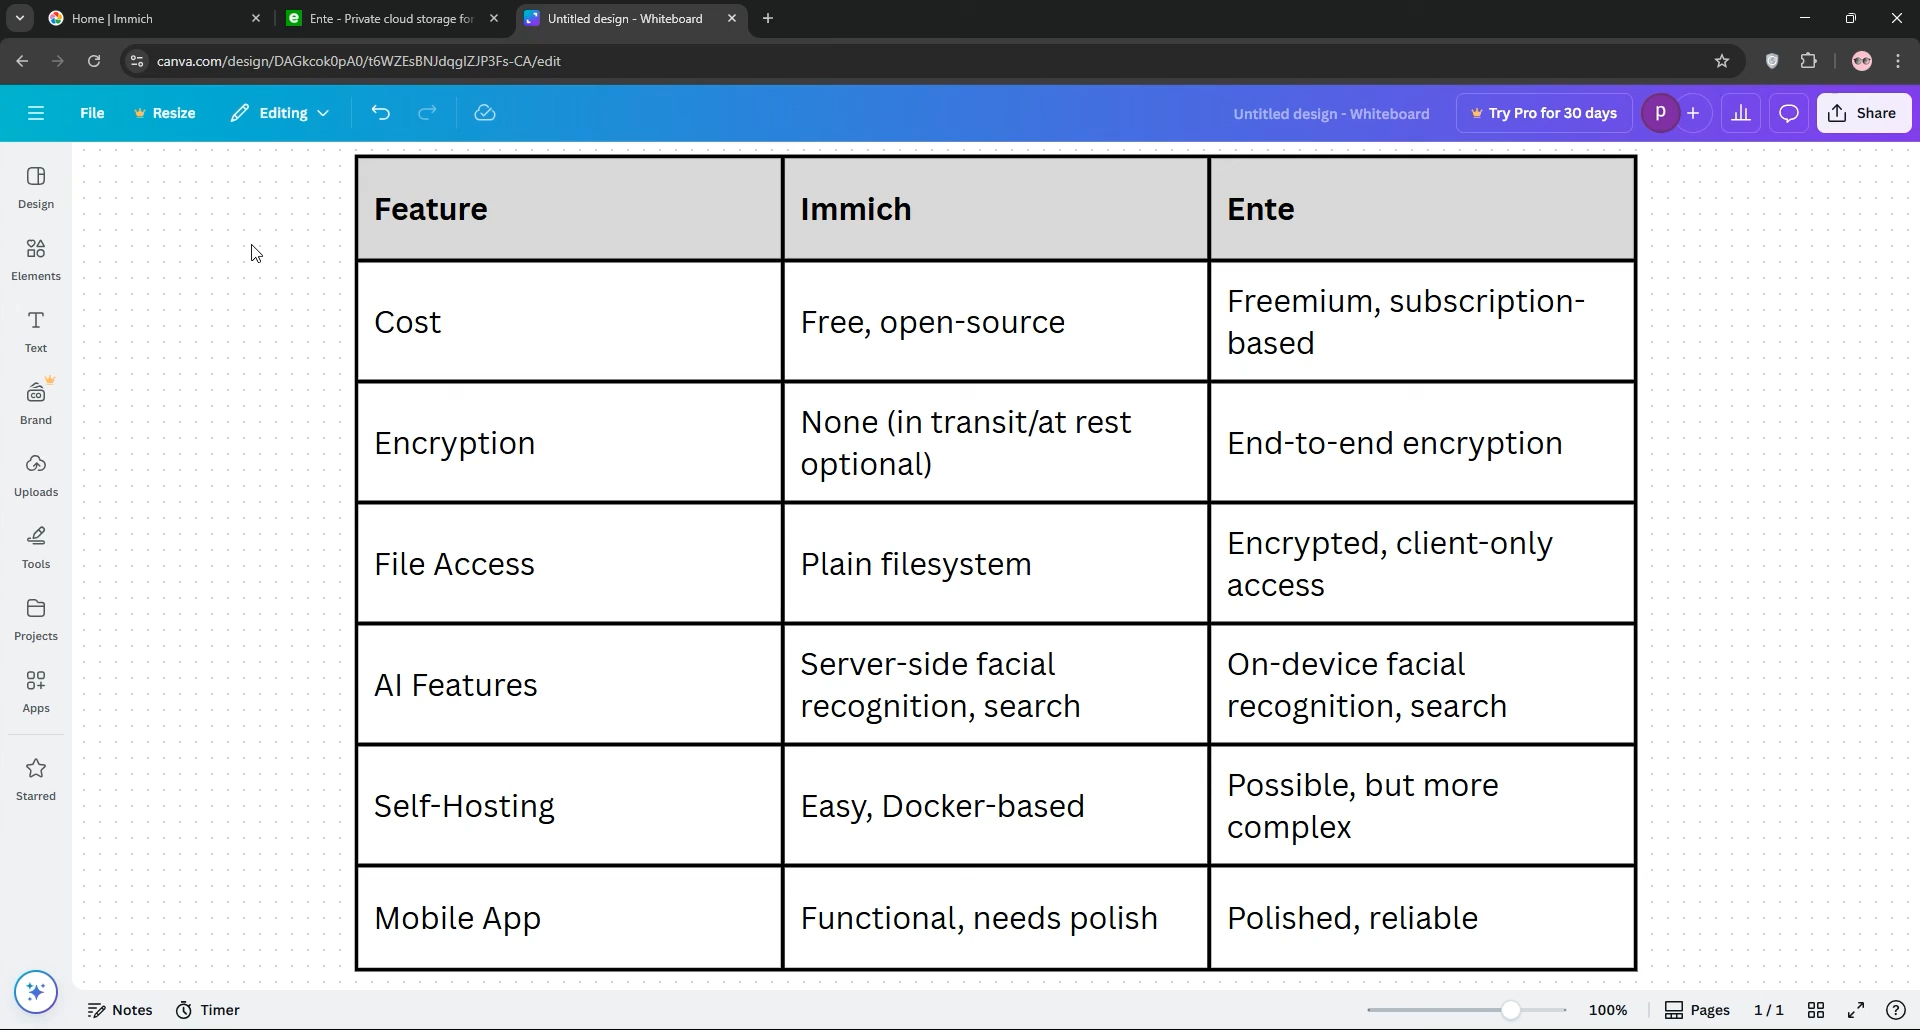 Home | Immich
Ente - Private cloud storage for
Untitled design - Whiteboard
canva.com/design/DAGkcok0pA0/t6WZEsBNJdqglZJP3Fs-CA/edit
File
Resize
Editing
Untitled design - Whiteboard
Try Pro for 30 days
P
Share
Design
Elements
Text
CO
Brand
Uploads
Tools
Projects
Apps
Starred
Feature
Immich
Ente
Cost
Free, open-source
Freemium, subscription-
based
Encryption
None (in transit/at rest
optional)
End-to-end encryption
File Access
Plain filesystem
Encrypted, client-only
access
AI Features
Server-side facial
recognition, search
On-device facial
recognition, search
Self-Hosting
Easy, Docker-based
Possible, but more
complex
Mobile App
Functional, needs polish
Polished, reliable
Notes
Timer
100%
Pages
1 / 1